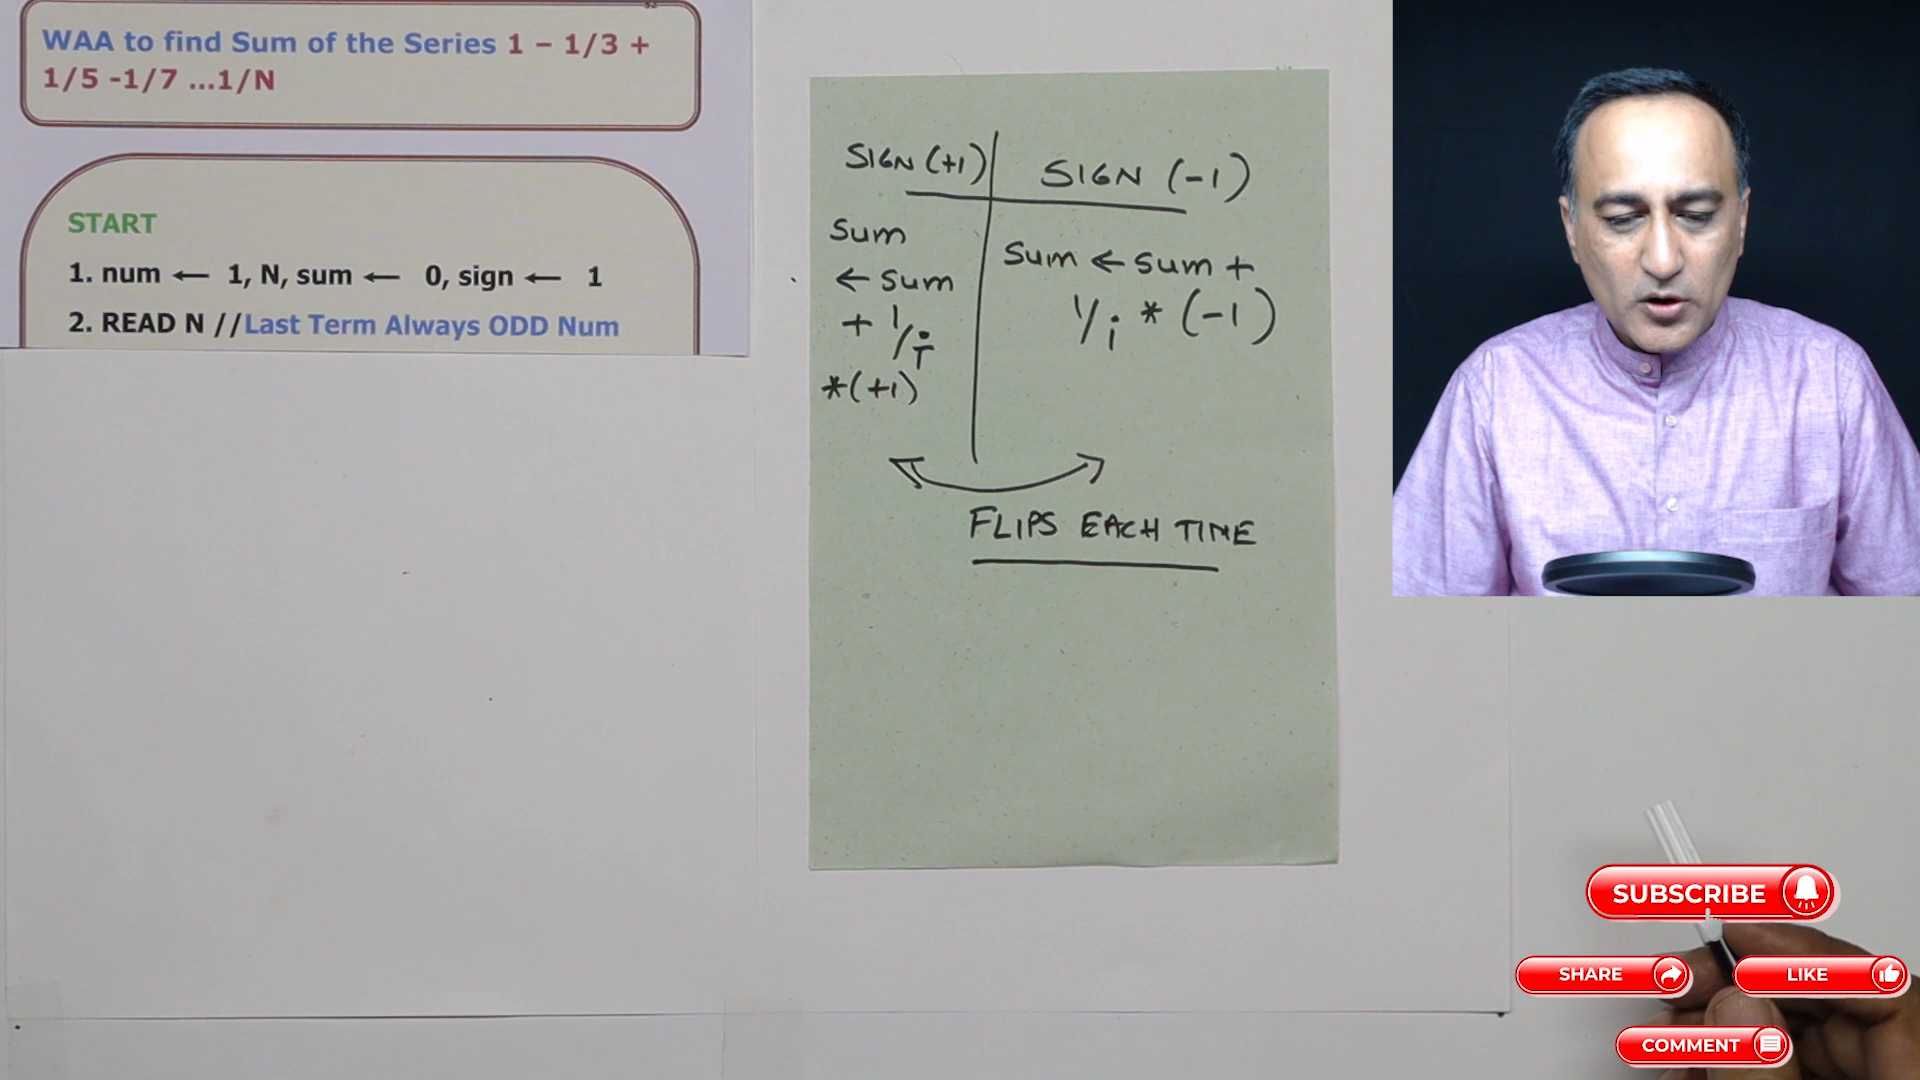 WAA to find Sum of the Series 1 – 1/3 +
1/5 -1/7 ...1/N
START
1. num ← 1, N, sum ← 0, sign ← 1
2. READ N //Last Term Always ODD Num
SIGN (+1)
Sum
← sum
+ 1/i
*(+1)
SIGN (-1)
Sum ← sum +
1/i * (-1)
FLIPS EACH TIME
SUBSCRIBE
SHARE
LIKE
COMMENT